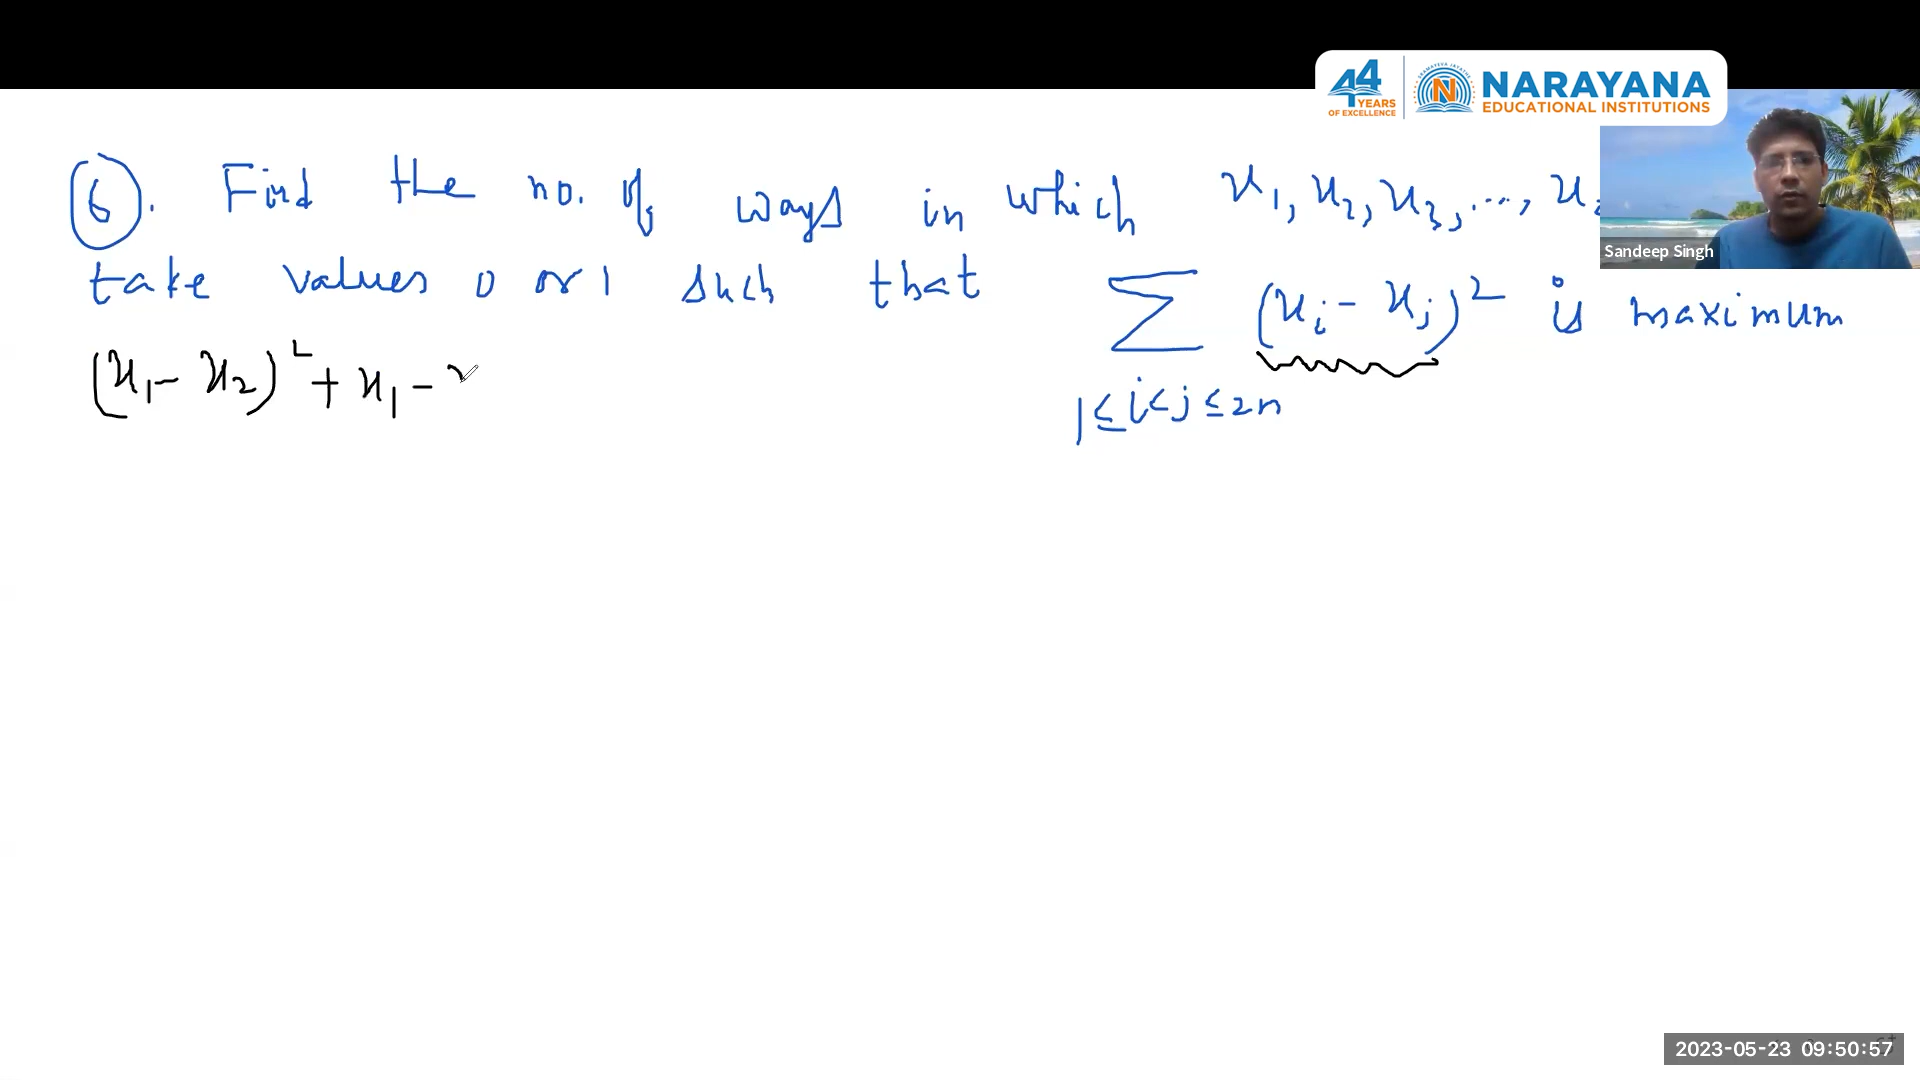 44 YEARS OF EXCELLENCE
NARAYANA
EDUCATIONAL INSTITUTIONS
6. Find the no. of ways in which x₁, x₂, x₃, ..., x
take values 0 or 1 such that ∑ (xᵢ - xⱼ)² is maximum
1≤i<j≤2n
(x₁ - x₂)² + x₁ -
Sandeep Singh
2023-05-23 09:50:57